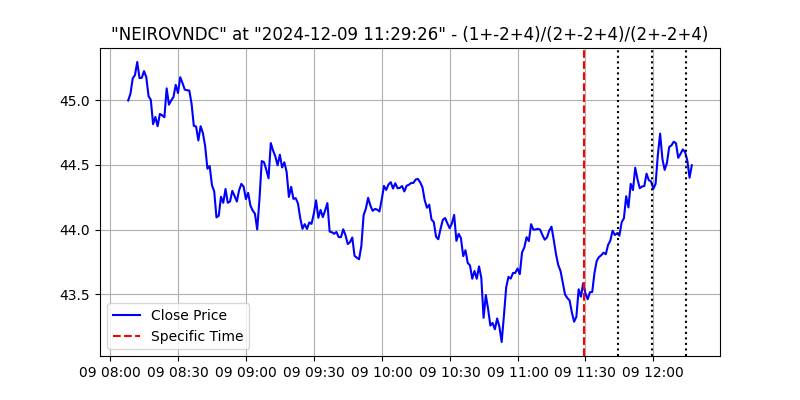 "NEIROVNDC" at "2024-12-09 11:29:26" - (1+-2+4)/(2+-2+4)/(2+-2+4)
45.0
44.5
44.0
43.5
Close Price
Specific Time
09 08:00 09 08:30 09 09:00 09 09:30 09 10:00 09 10:30 09 11:00 09 11:30 09 12:00